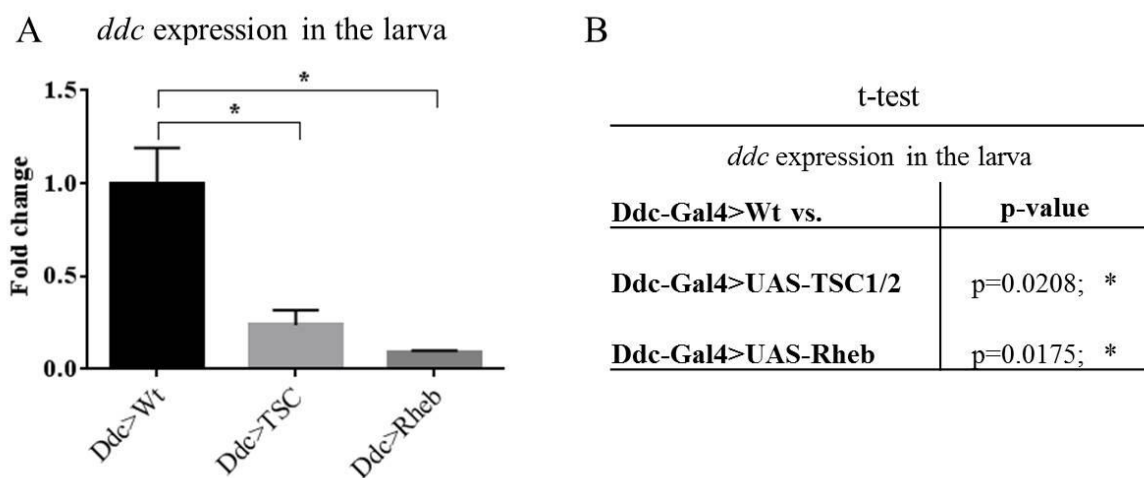 A
ddc expression in the larva
Fold change
1.5
1.0
0.5
0.0
*
*
Ddc>Wt
Ddc>TSC
Ddc>Rheb
B
t-test
ddc expression in the larva
Ddc-Gal4>Wt vs. p-value
Ddc-Gal4>UAS-TSC1/2 p=0.0208; *
Ddc-Gal4>UAS-Rheb p=0.0175; *